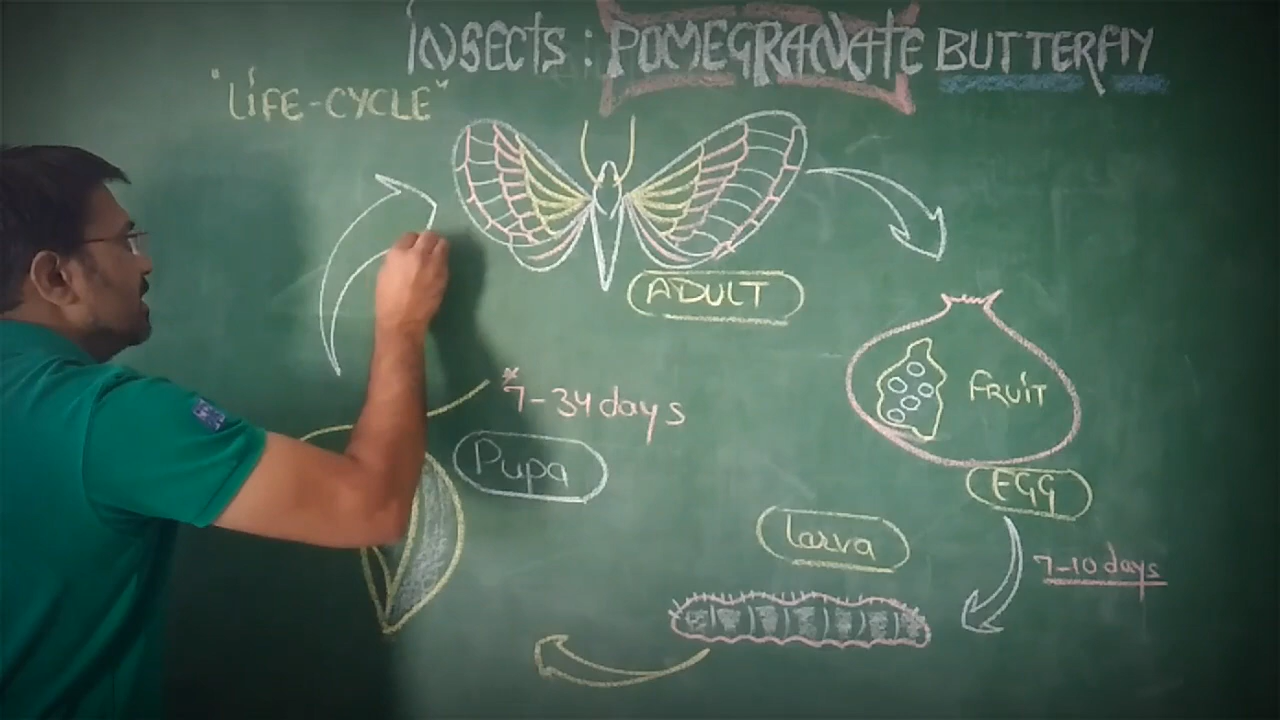 INSECTS : POMEGRANATE BUTTERFLY
"LIFE-CYCLE"
ADULT
FRUIT
EGG
7-10 days
Larva
*7-34 days
Pupa